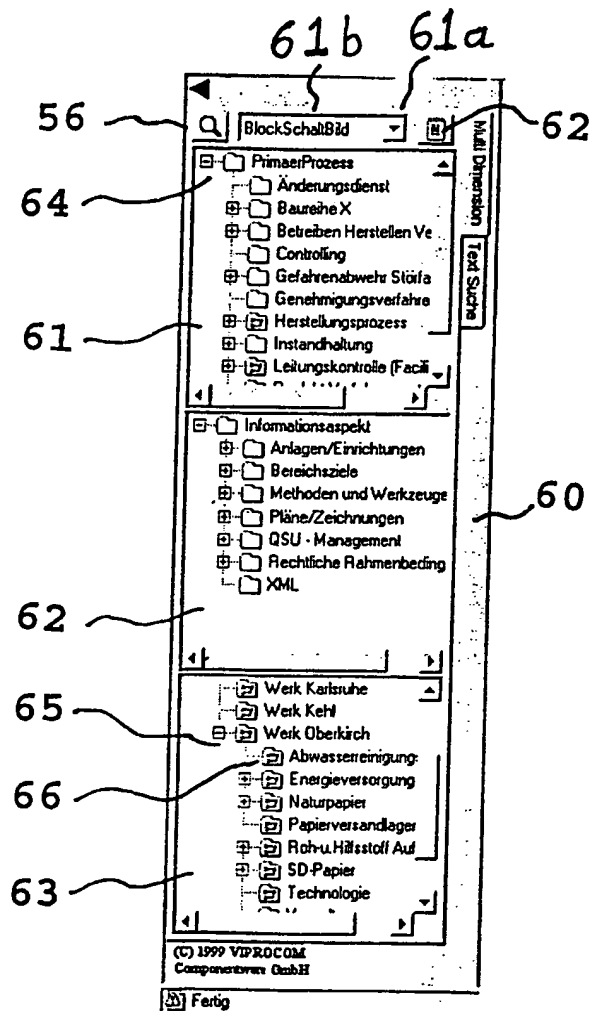 61b 61a
56 BlockSchaltBild 62
Multi Dimension
Text Suche
PrimaerProzess
64
Änderungsdienst
Baureihe X
Betreiben Herstellen Ve
Controlling
Gefahrenabwehr Störfa
Genehmigungsverfahre
61 Herstellungsprozess
Instandhaltung
Leitungskontrolle (Facili
Informationsaspekt
Anlagen/Einrichtungen
Bereichsziele
Methoden und Werkzeuge
Pläne/Zeichnungen
60
QSU - Management
Rechtliche Rahmenbeding
XML
62
Werk Karlsruhe
65 Werk Kehl
Werk Oberkirch
Abwasserreinigung
66 Energieversorgung
Naturpapier
Papierversandlager
Roh-u.Hilfsstoff Auf
63 SD-Papier
Technologie
(C) 1999 VIPROCOM
Componentware GmbH
Fertig